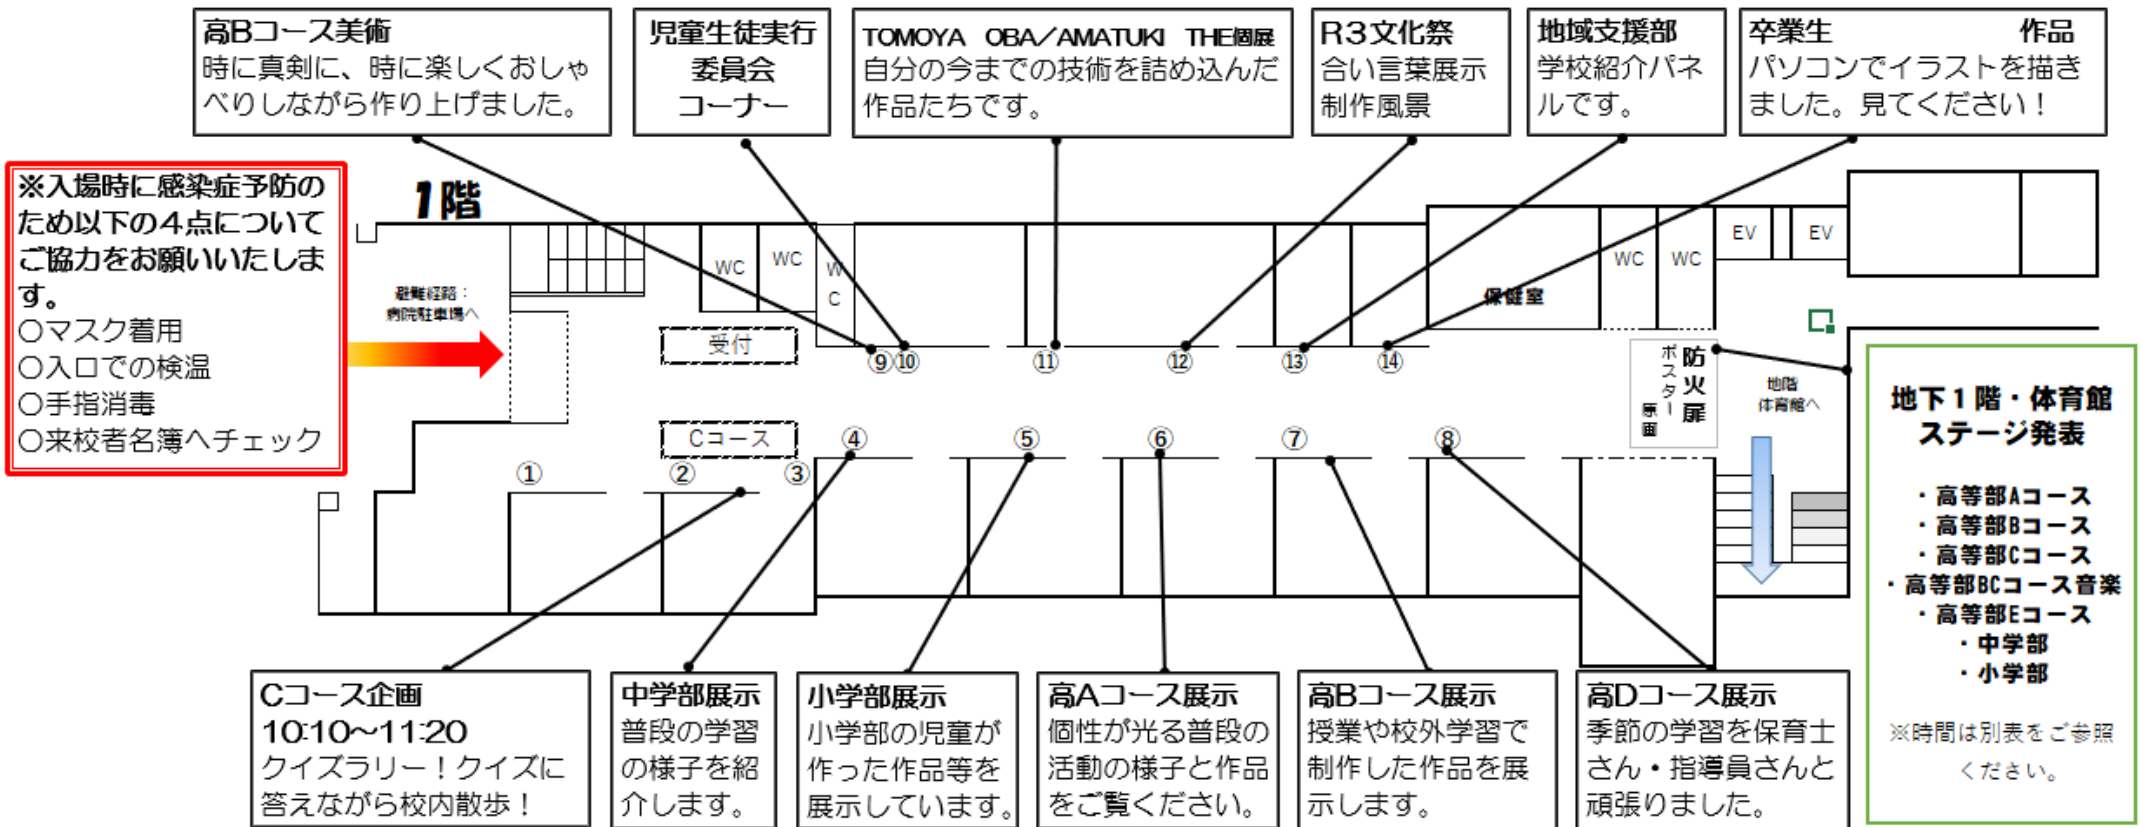 高Bコース美術
時に真剣に、時に楽しくおしゃ
べりしながら作り上げました。
児童生徒実行
委員会
コーナー
TOMOYA OBA／AMATUKI THE個展
自分の今までの技術を詰め込んだ
作品たちです。
R３文化祭
合い言葉展示
制作風景
地域支援部
学校紹介パネ
ルです。
卒業生 作品
パソコンでイラストを描き
ました。見てください！
※入場時に感染症予防の
ため以下の４点について
ご協力をお願いいたしま
す。
○マスク着用
○入口での検温
○手指消毒
○来校者名簿へチェック
1階
避難経路：
病院駐車場へ
WC
WC
WC
受付
Cコース
保健室
WC
WC
EV
EV
⑨
⑩
⑪
⑫
⑬
⑭
防火扉
ポスター
原画
地階
体育館へ
①
②
③
④
⑤
⑥
⑦
⑧
地下１階・体育館
ステージ発表
・高等部Aコース
・高等部Bコース
・高等部Cコース
・高等部BCコース音楽
・高等部Eコース
・中学部
・小学部
※時間は別表をご参照
ください。
Cコース企画
10:10～11:20
クイズラリー！クイズに
答えながら校内散歩！
中学部展示
普段の学習
の様子を紹
介します。
小学部展示
小学部の児童が
作った作品等を
展示しています。
高Aコース展示
個性が光る普段の
活動の様子と作品
をご覧ください。
高Bコース展示
授業や校外学習で
制作した作品を展
示します。
高Dコース展示
季節の学習を保育士
さん・指導員さんと
頑張りました。